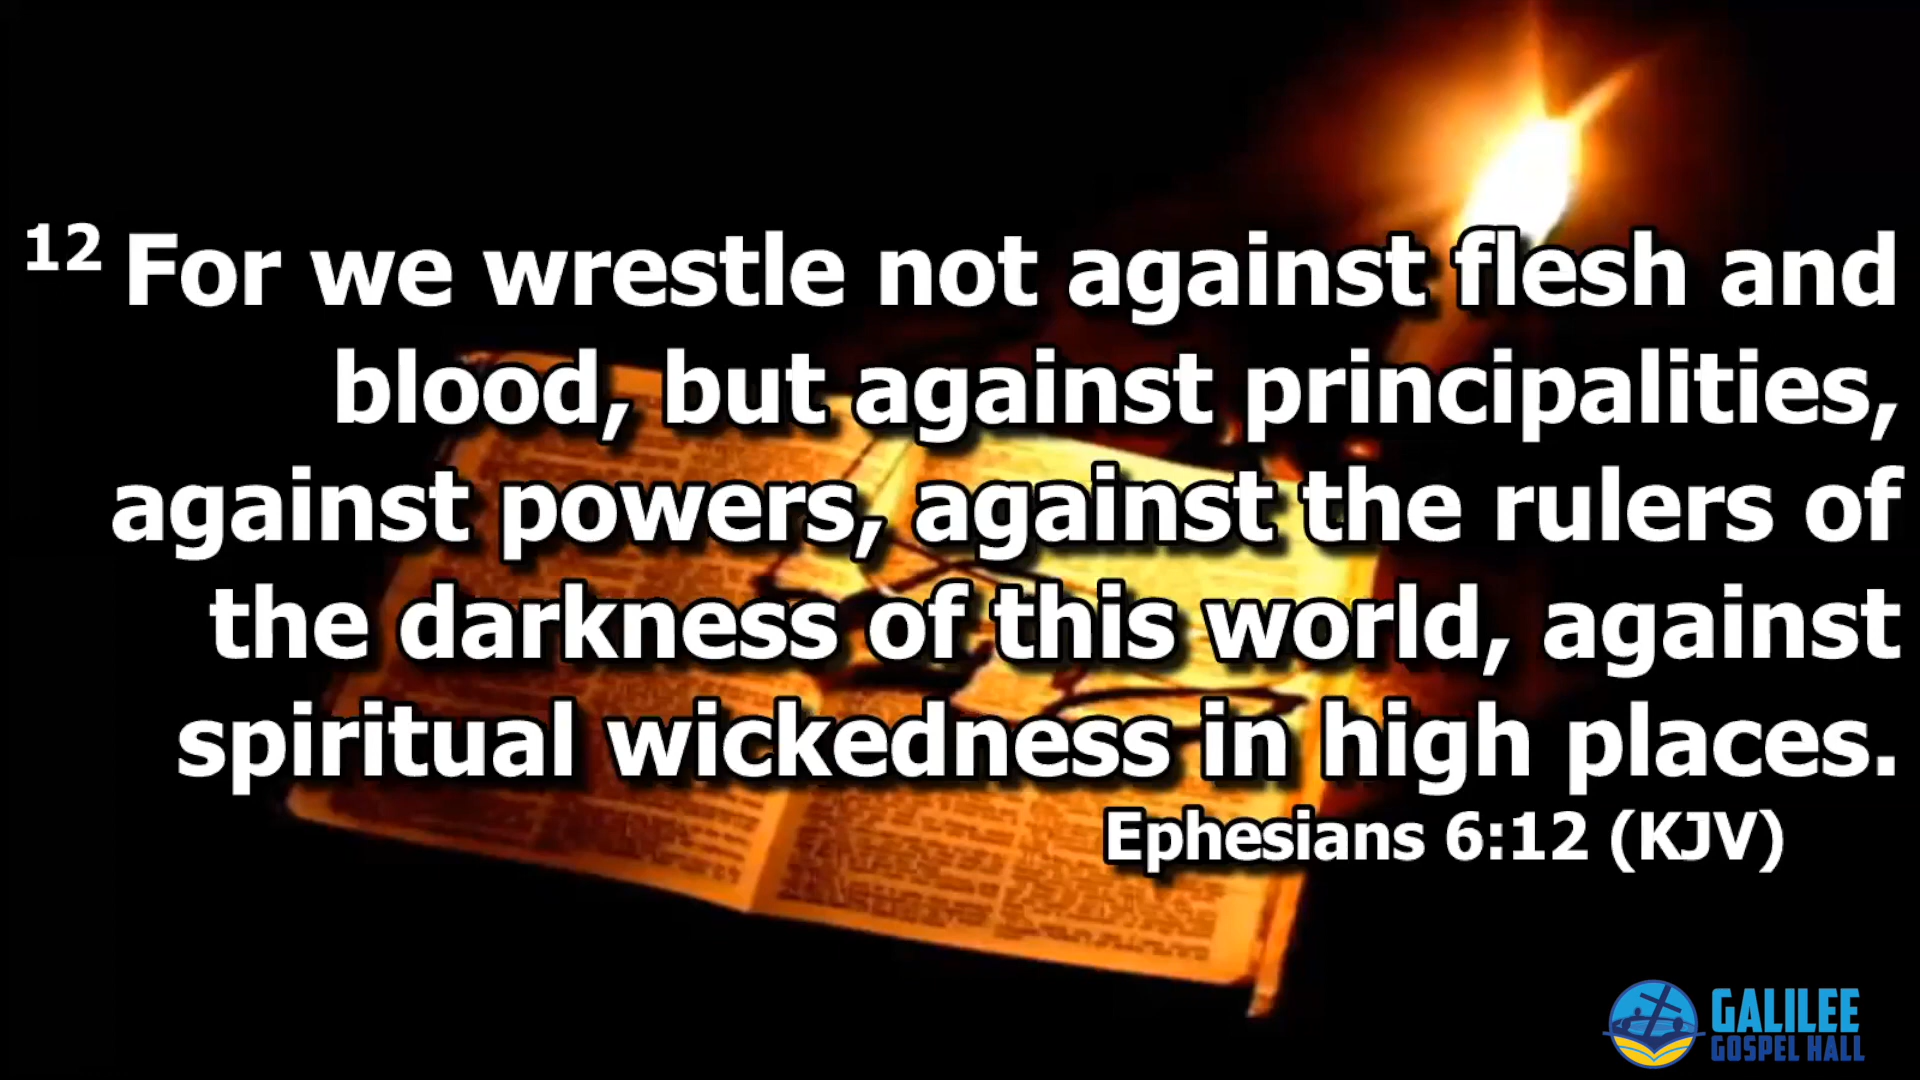 12 For we wrestle not against flesh and
blood, but against principalities,
against powers, against the rulers of
the darkness of this world, against
spiritual wickedness in high places.
Ephesians 6:12 (KJV)
GALILEE
GOSPEL HALL